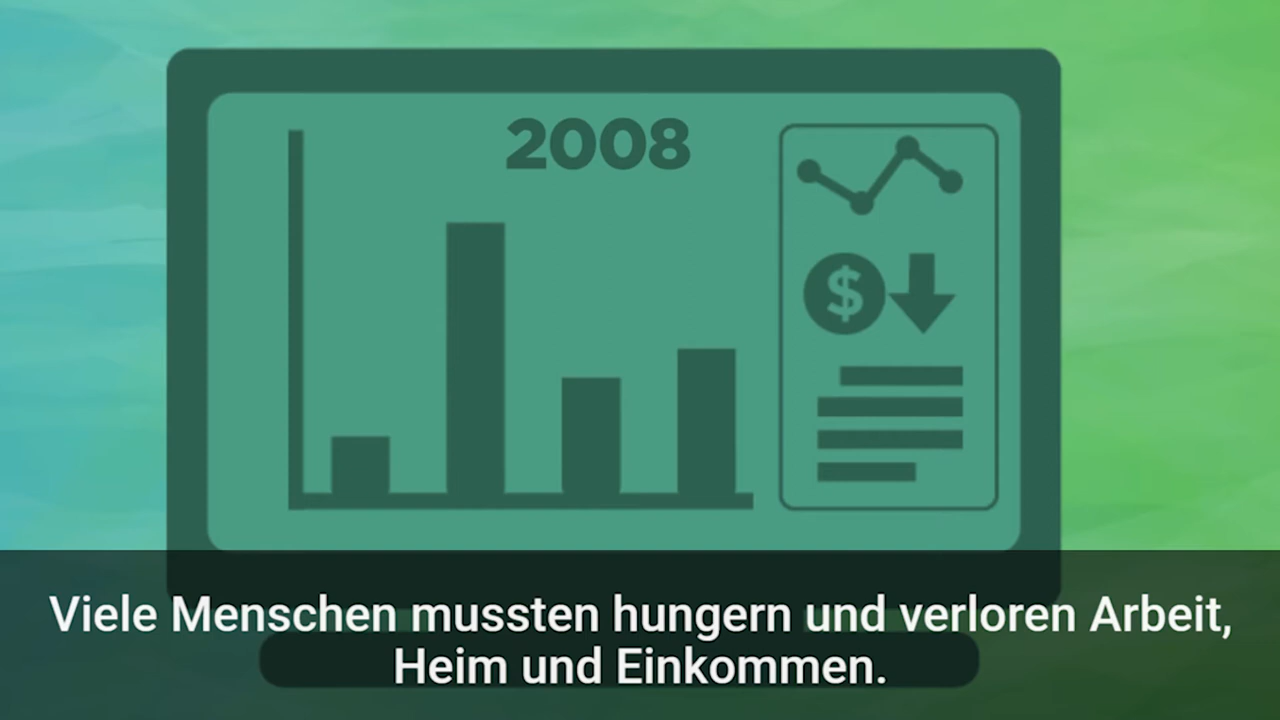 2008
$
Viele Menschen mussten hungern und verloren Arbeit,
Heim und Einkommen.